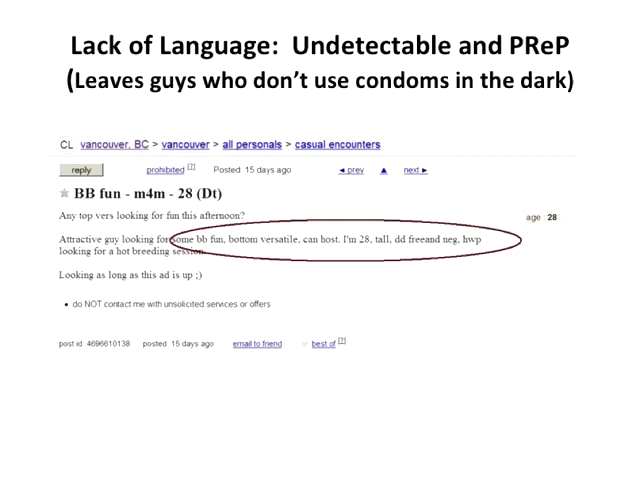 Lack of Language: Undetectable and PReP
(Leaves guys who don’t use condoms in the dark)
CL vancouver, BC > vancouver > all personals > casual encounters
reply prohibited [?] Posted 15 days ago ◄ prev ▲ next ►
★ BB fun - m4m - 28 (Dt)
Any top vers looking for fun this afternoon? age 28
Attractive guy looking for some bb fun, bottom versatile, can host. I'm 28, tall, dd freeand neg, hwp
looking for a hot breeding session.
Looking as long as this ad is up ;)
• do NOT contact me with unsolicited services or offers
post id: 4696610138 posted: 15 days ago email to friend ♥ best of [?]